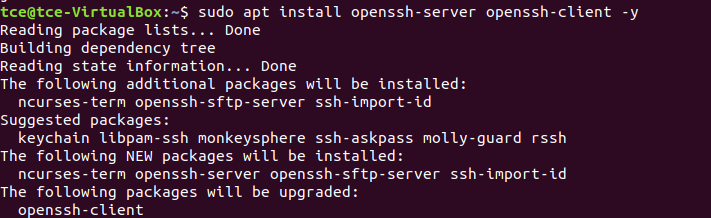 tce@tce-VirtualBox:~$ sudo apt install openssh-server openssh-client -y
Reading package lists... Done
Building dependency tree
Reading state information... Done
The following additional packages will be installed:
  ncurses-term openssh-sftp-server ssh-import-id
Suggested packages:
  keychain libpam-ssh monkeysphere ssh-askpass molly-guard rssh
The following NEW packages will be installed:
  ncurses-term openssh-server openssh-sftp-server ssh-import-id
The following packages will be upgraded:
  openssh-client